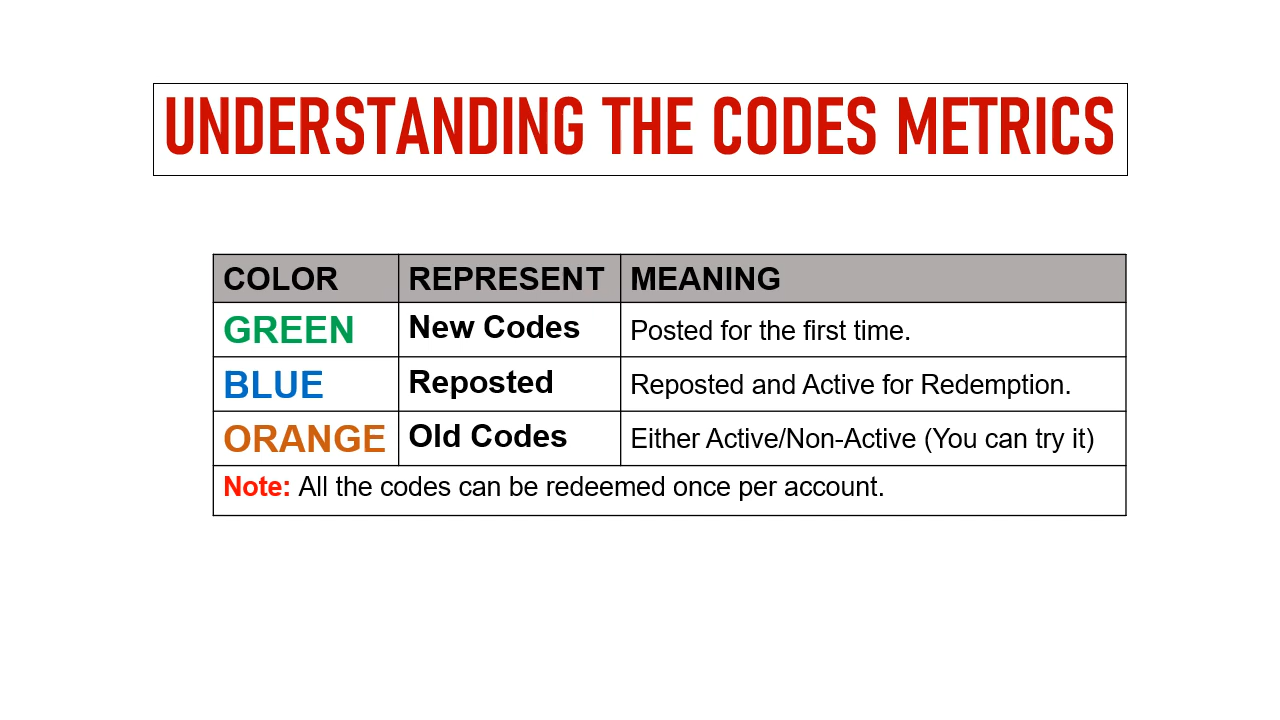 UNDERSTANDING THE CODES METRICS
COLOR REPRESENT MEANING
GREEN New Codes Posted for the first time.
BLUE Reposted Reposted and Active for Redemption.
ORANGE Old Codes Either Active/Non-Active (You can try it)
Note: All the codes can be redeemed once per account.